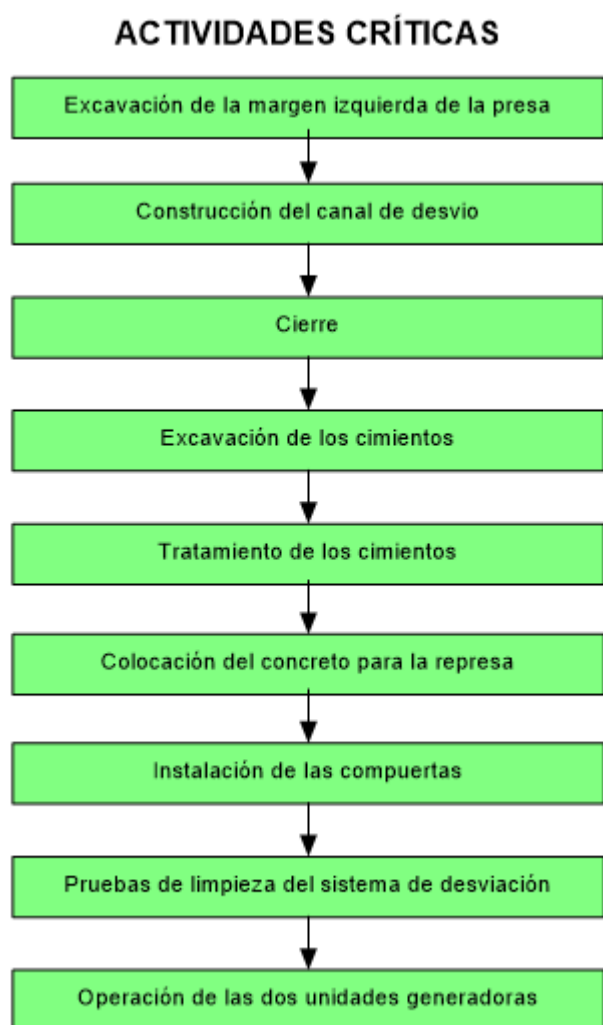 ACTIVIDADES CRÍTICAS
Excavación de la margen izquierda de la presa
Construcción del canal de desvio
Cierre
Excavación de los cimientos
Tratamiento de los cimientos
Colocación del concreto para la represa
Instalación de las compuertas
Pruebas de limpieza del sistema de desviación
Operación de las dos unidades generadoras